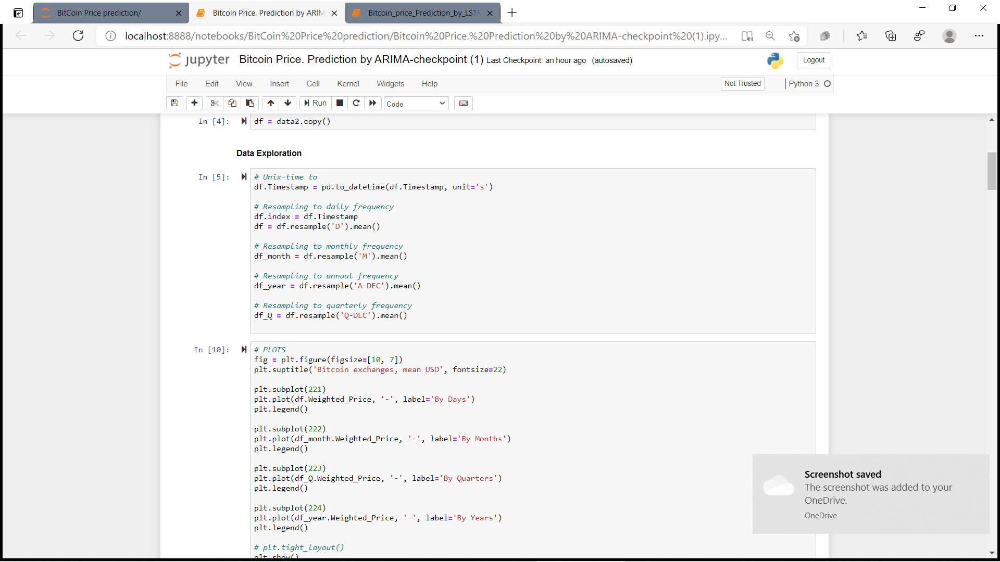 BitCoin Price prediction/
Bitcoin Price. Prediction by ARIM
Bitcoin_price_Prediction_by_LST
localhost:8888/notebooks/BitCoin%20Price%20prediction/Bitcoin%20Price.%20Prediction%20by%20ARIMA-checkpoint%20(1).ipy...
jupyter Bitcoin Price. Prediction by ARIMA-checkpoint (1) Last Checkpoint: an hour ago (autosaved)
Logout
File Edit View Insert Cell Kernel Widgets Help
Not Trusted
Python 3
Run
Code
In [4]: df = data2.copy()
Data Exploration
In [5]: # Unix-time to
df.Timestamp = pd.to_datetime(df.Timestamp, unit='s')
# Resampling to daily frequency
df.index = df.Timestamp
df = df.resample('D').mean()
# Resampling to monthly frequency
df_month = df.resample('M').mean()
# Resampling to annual frequency
df_year = df.resample('A-DEC').mean()
# Resampling to quarterly frequency
df_Q = df.resample('Q-DEC').mean()
In [10]: # PLOTS
fig = plt.figure(figsize=[10, 7])
plt.suptitle('Bitcoin exchanges, mean USD', fontsize=22)
plt.subplot(221)
plt.plot(df.Weighted_Price, '-', label='By Days')
plt.legend()
plt.subplot(222)
plt.plot(df_month.Weighted_Price, '-', label='By Months')
plt.legend()
plt.subplot(223)
plt.plot(df_Q.Weighted_Price, '-', label='By Quarters')
plt.legend()
plt.subplot(224)
plt.plot(df_year.Weighted_Price, '-', label='By Years')
plt.legend()
# plt.tight_layout()
plt.show()
Screenshot saved
The screenshot was added to your
OneDrive.
OneDrive